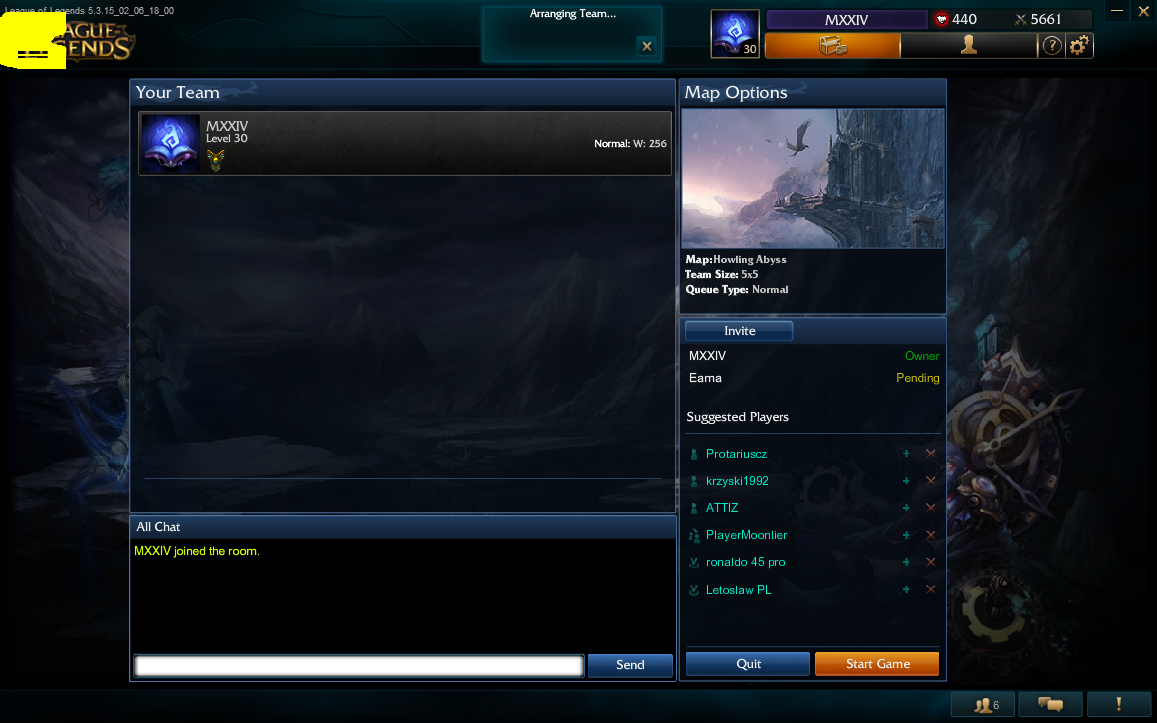 League of Legends 5.3.15_02_06_18_00
Arranging Team...
MXXIV
440
5661
30
Your Team
MXXIV
Level 30
Normal: W: 256
Map Options
Map:Howling Abyss
Team Size: 5x5
Queue Type: Normal
Invite
MXXIV Owner
Eama Pending
Suggested Players
Protariuscz
krzyski1992
ATTIZ
PlayerMoonlier
ronaldo 45 pro
Letoslaw PL
All Chat
MXXIV joined the room.
Send
Quit
Start Game
6